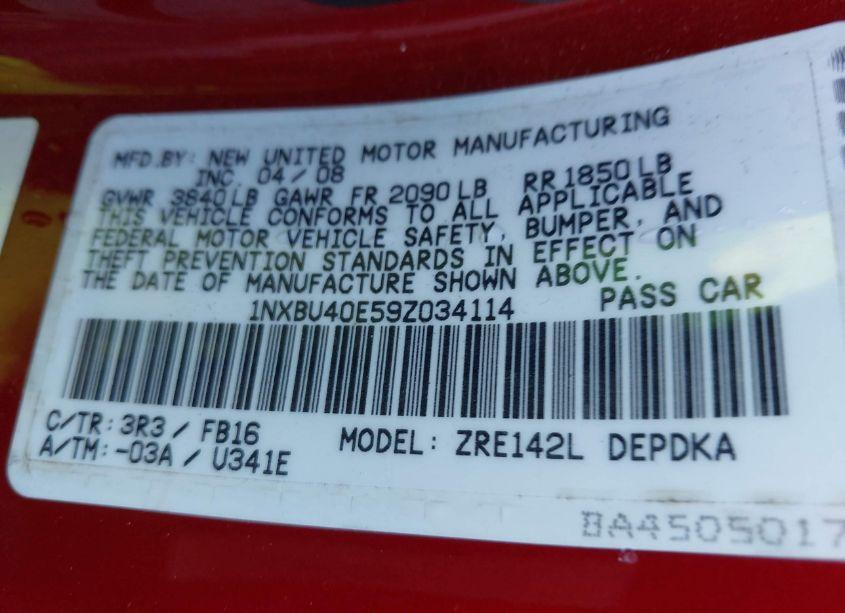 MFD.BY: NEW UNITED MOTOR MANUFACTURING
INC. 04/08
GVWR 3840LB GAWR FR 2090LB RR1850LB
THIS VEHICLE CONFORMS TO ALL APPLICABLE
FEDERAL MOTOR VEHICLE SAFETY, BUMPER, AND
THEFT PREVENTION STANDARDS IN EFFECT ON
THE DATE OF MANUFACTURE SHOWN ABOVE.
1NXBU40E59Z034114 PASS CAR
C/TR: 3R3 / FB16 MODEL: ZRE142L DEPDKA
A/TM:-03A / U341E
BA4505017